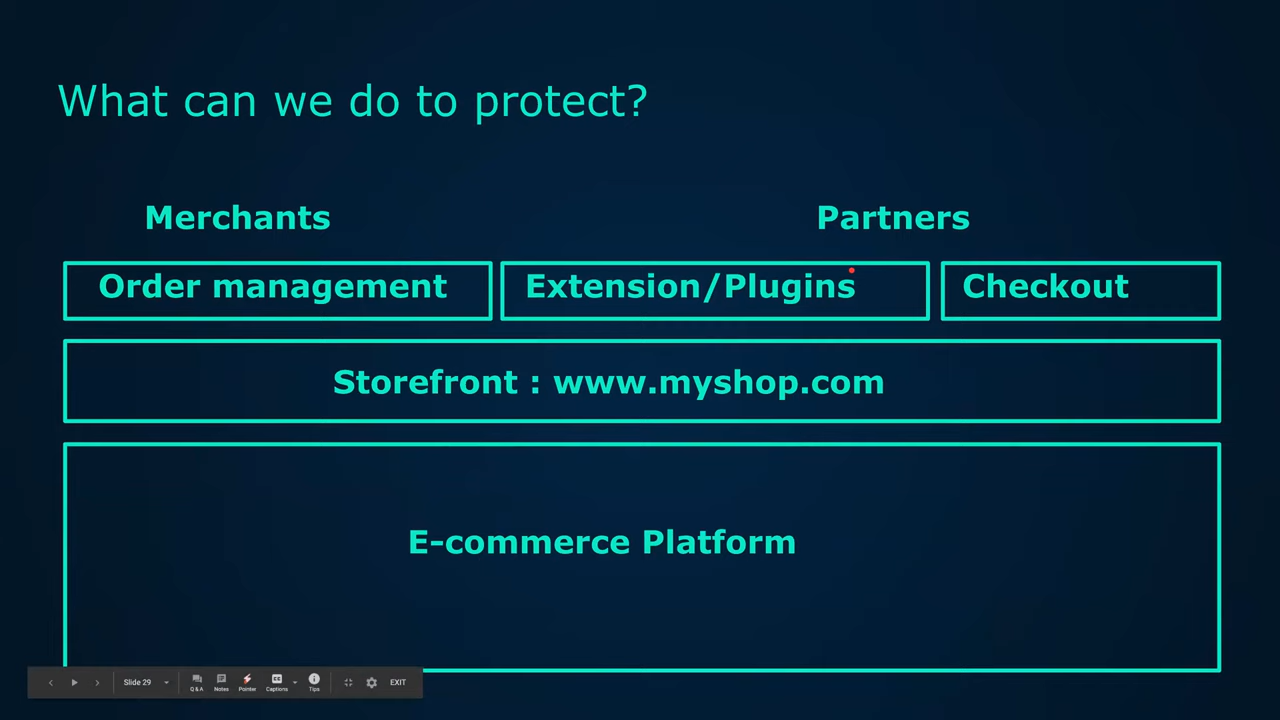 What can we do to protect?
Merchants Partners
Order management Extension/Plugins Checkout
Storefront : www.myshop.com
E-commerce Platform
Slide 29 Q&A Notes Pointer Captions CC Tips EXIT